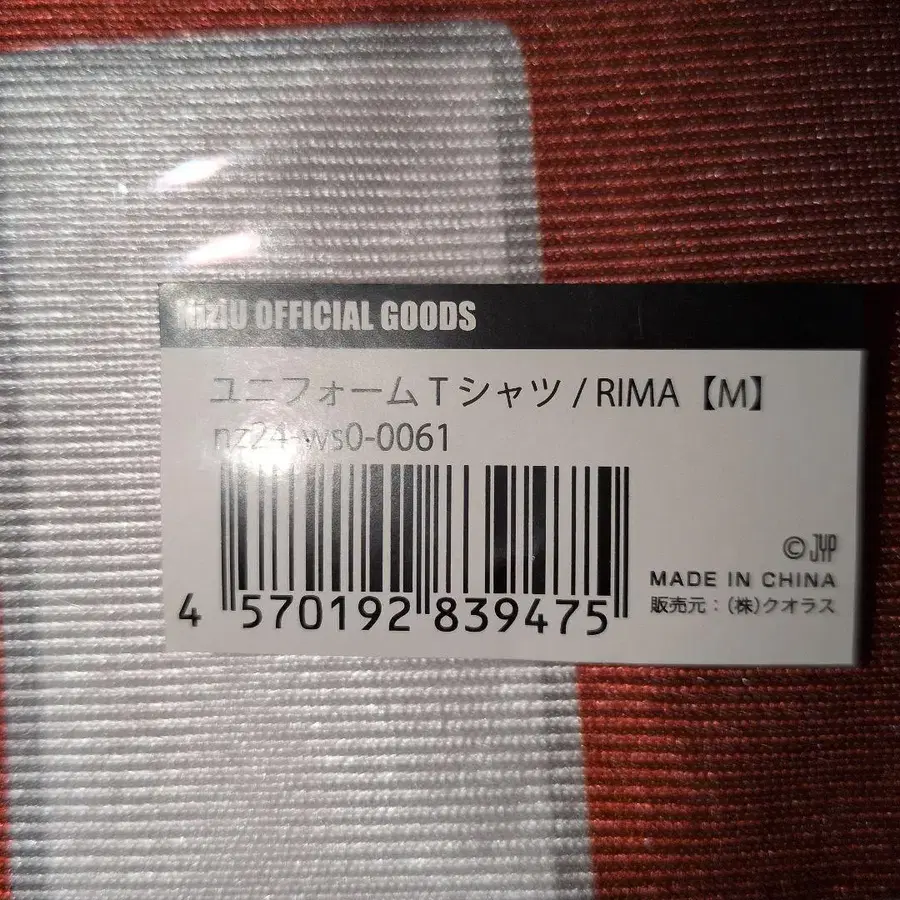 NiziU OFFICIAL GOODS
ユニフォームTシャツ / RIMA【M】
nz24-ws0-0061
4 570192 839475
©JYP
MADE IN CHINA
販売元：(株)クオラス